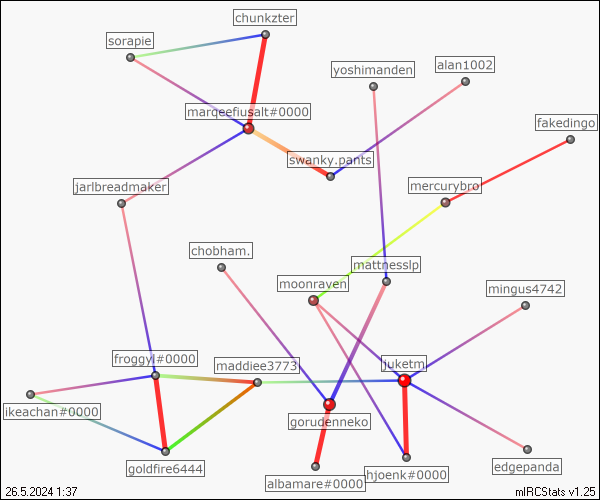 chunkzter
sorapie
alan1002
yoshimanden
marqeefiusalt#0000
fakedingo
swanky.pants
jarlbreadmaker
mercurybro
chobham.
mattnesslp
moonraven
mingus4742
froggyl#0000
maddiee3773
juketm
ikeachan#0000
gorudenneko
goldfire6444
edgepanda
hjoenk#0000
albamare#0000
26.5.2024 1:37
mIRCStats v1.25